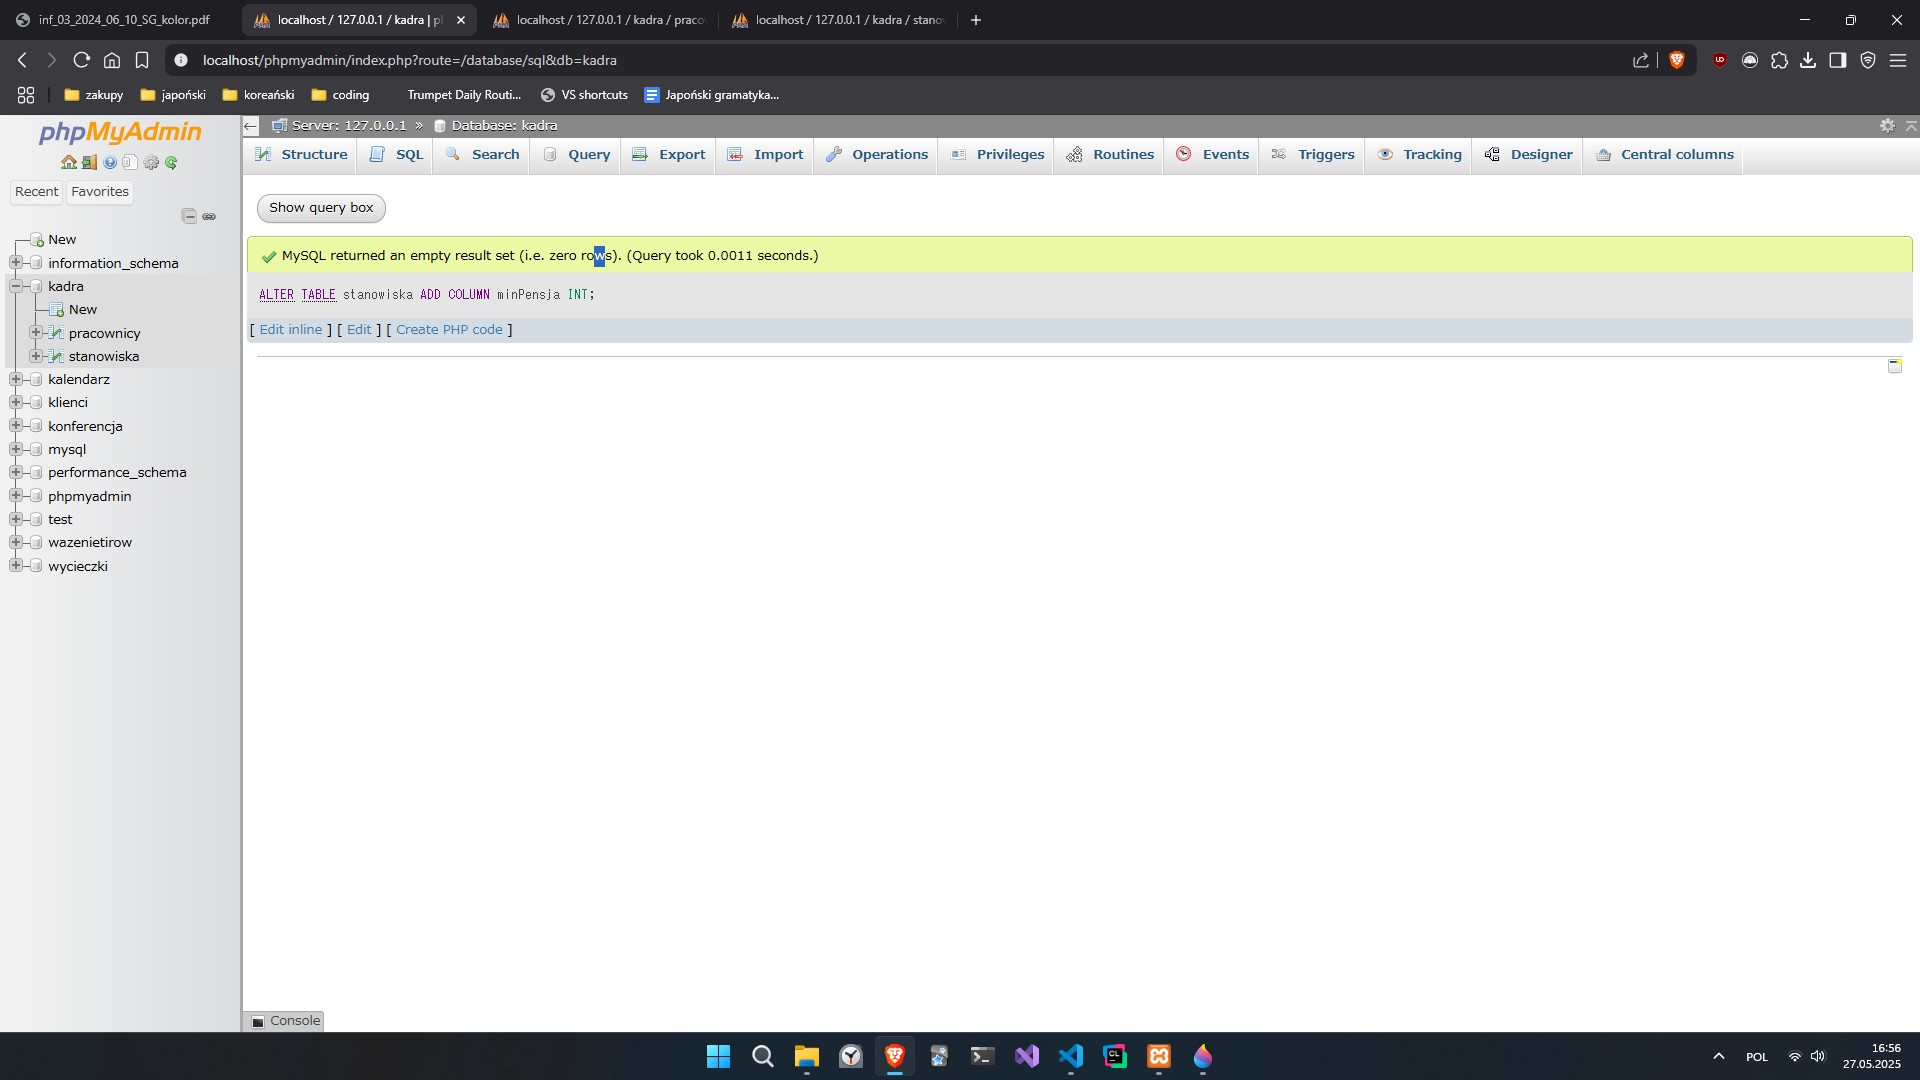 inf_03_2024_06_10_SG_kolor.pdf
localhost / 127.0.0.1 / kadra | pl
localhost / 127.0.0.1 / kadra / praco
localhost / 127.0.0.1 / kadra / stano
localhost/phpmyadmin/index.php?route=/database/sql&db=kadra
zakupy
japoński
koreański
coding
Trumpet Daily Routi...
VS shortcuts
Japoński gramatyka...
phpMyAdmin
Server: 127.0.0.1 » Database: kadra
Structure
SQL
Search
Query
Export
Import
Operations
Privileges
Routines
Events
Triggers
Tracking
Designer
Central columns
Recent
Favorites
New
information_schema
kadra
New
pracownicy
stanowiska
kalendarz
klienci
konferencja
mysql
performance_schema
phpmyadmin
test
wazenietirow
wycieczki
Show query box
MySQL returned an empty result set (i.e. zero rows). (Query took 0.0011 seconds.)
ALTER TABLE stanowiska ADD COLUMN minPensja INT;
[ Edit inline ] [ Edit ] [ Create PHP code ]
Console
POL
16:56
27.05.2025